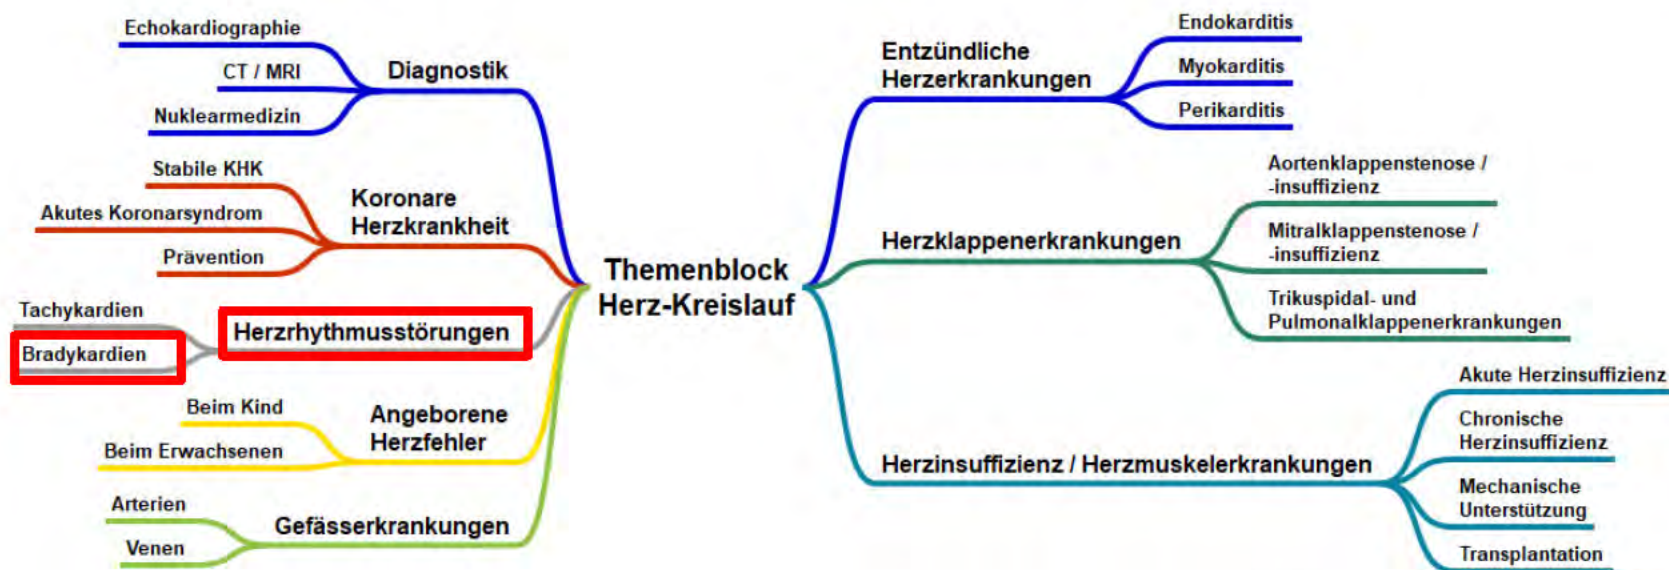 Themenblock
Herz-Kreislauf
Diagnostik
Echokardiographie
CT / MRI
Nuklearmedizin
Koronare
Herzkrankheit
Stabile KHK
Akutes Koronarsyndrom
Prävention
Herzrhythmusstörungen
Tachykardien
Bradykardien
Angeborene
Herzfehler
Beim Kind
Beim Erwachsenen
Gefässerkrankungen
Arterien
Venen
Entzündliche
Herzerkrankungen
Endokarditis
Myokarditis
Perikarditis
Herzklappenerkrankungen
Aortenklappenstenose /
-insuffizienz
Mitralklappenstenose /
-insuffizienz
Trikuspidal- und
Pulmonalklappenerkrankungen
Herzinsuffizienz / Herzmuskelerkrankungen
Akute Herzinsuffizienz
Chronische
Herzinsuffizienz
Mechanische
Unterstützung
Transplantation